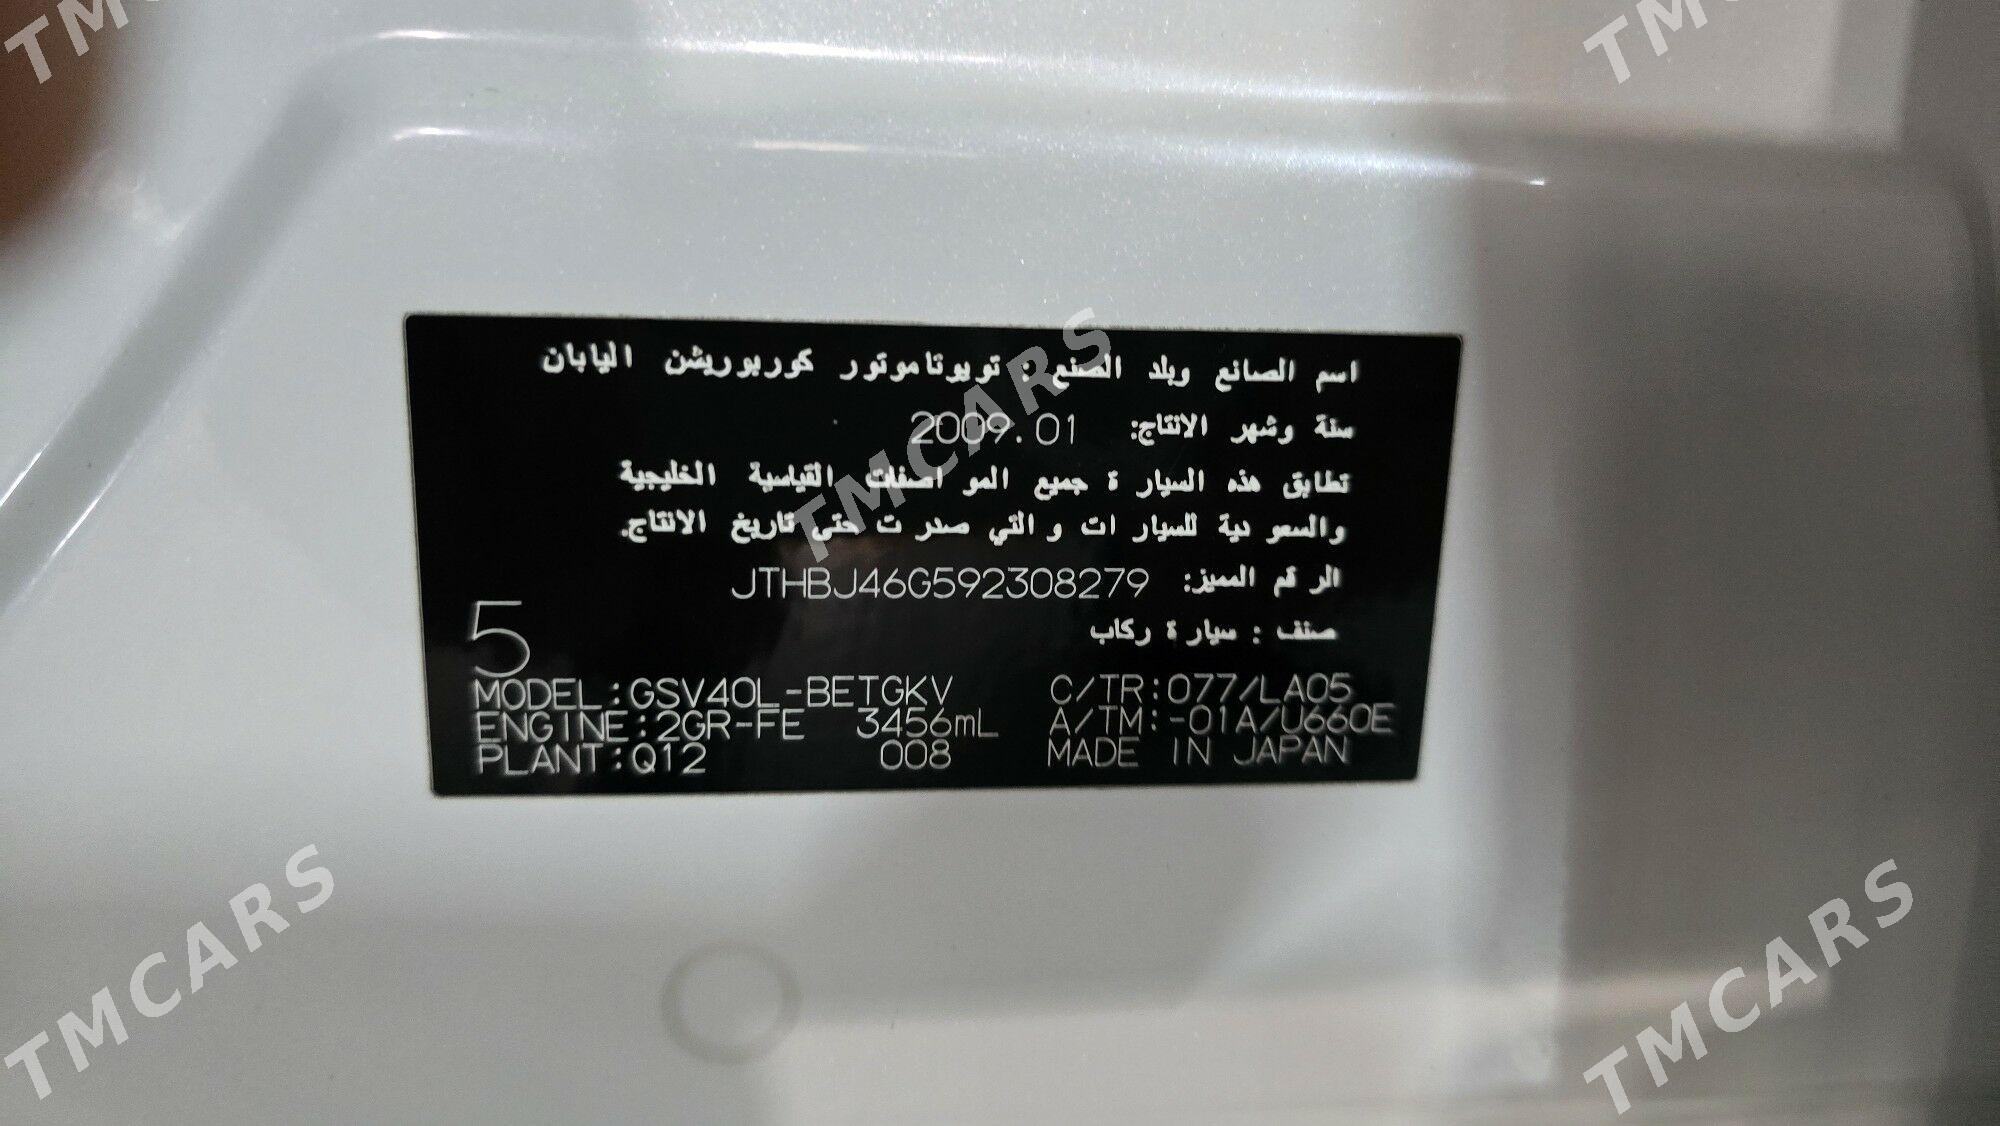 اسم الصانع وبلد الصنع : تويوتا موتور كوربوريشن اليابان
سنة وشهر الانتاج: 2009.01
تطابق هذه السيارة جميع المواصفات القياسية الخليجية
والسعودية للسيارات والتي صدرت حتى تاريخ الانتاج.
الرقم المميز: JTHBJ46G592308279
صنف : سيارة ركاب
5
MODEL:GSV40L-BETGKV C/TR:077/LA05
ENGINE:2GR-FE 3456mL A/TM:-01A/U660E
PLANT:Q12 008 MADE IN JAPAN
TMCARS
TMCARS
TMCARS